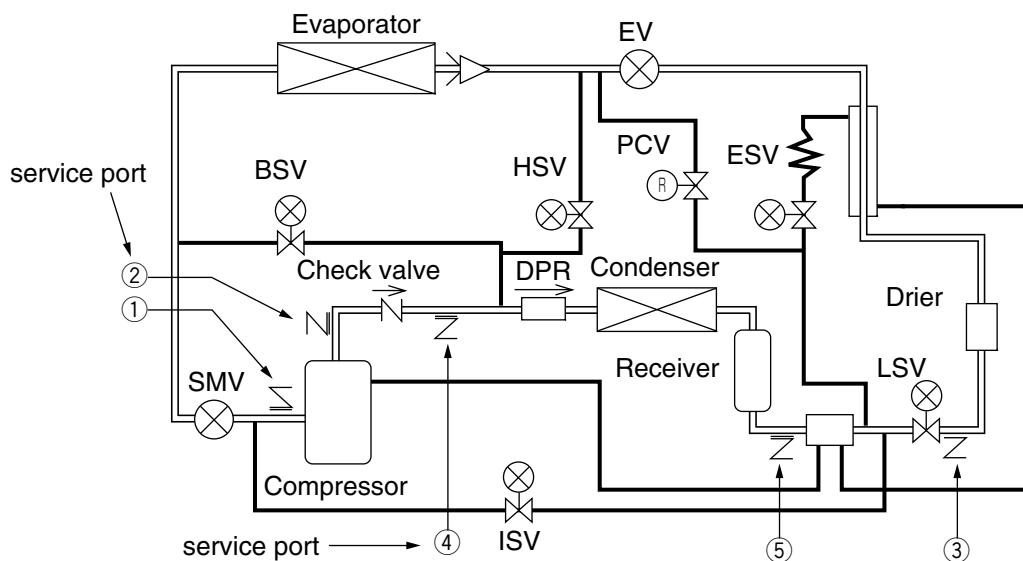 Evaporator
EV
service port
BSV
HSV
PCV
R
ESV
②
①
Check valve
DPR
Condenser
Drier
SMV
Receiver
LSV
Compressor
service port
④
ISV
⑤
③